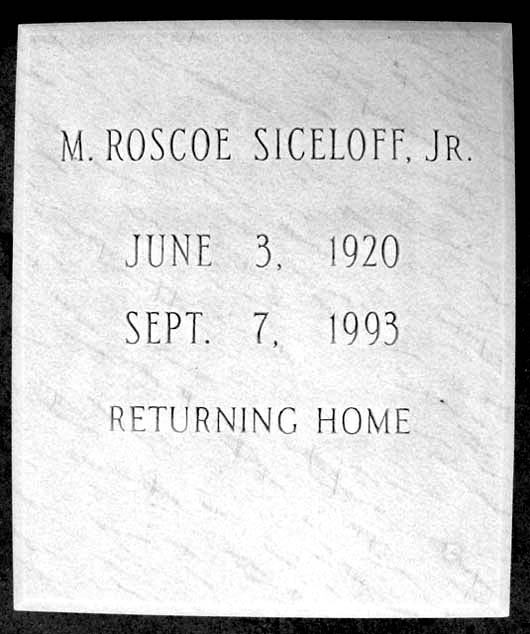 M. ROSCOE SICELOFF, JR.
JUNE 3, 1920
SEPT. 7, 1993
RETURNING HOME